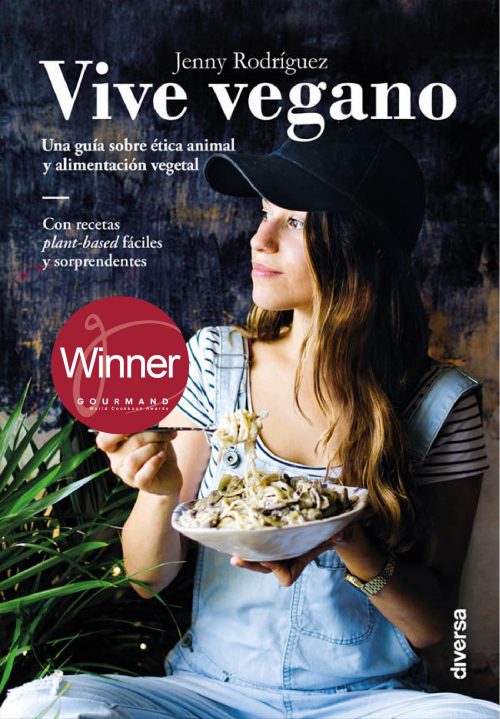 Jenny Rodríguez
Vive vegano
Una guía sobre ética animal
y alimentación vegetal
Con recetas
plant-based fáciles
y sorprendentes
Winner
GOURMAND
World Cookbook Awards
diversa